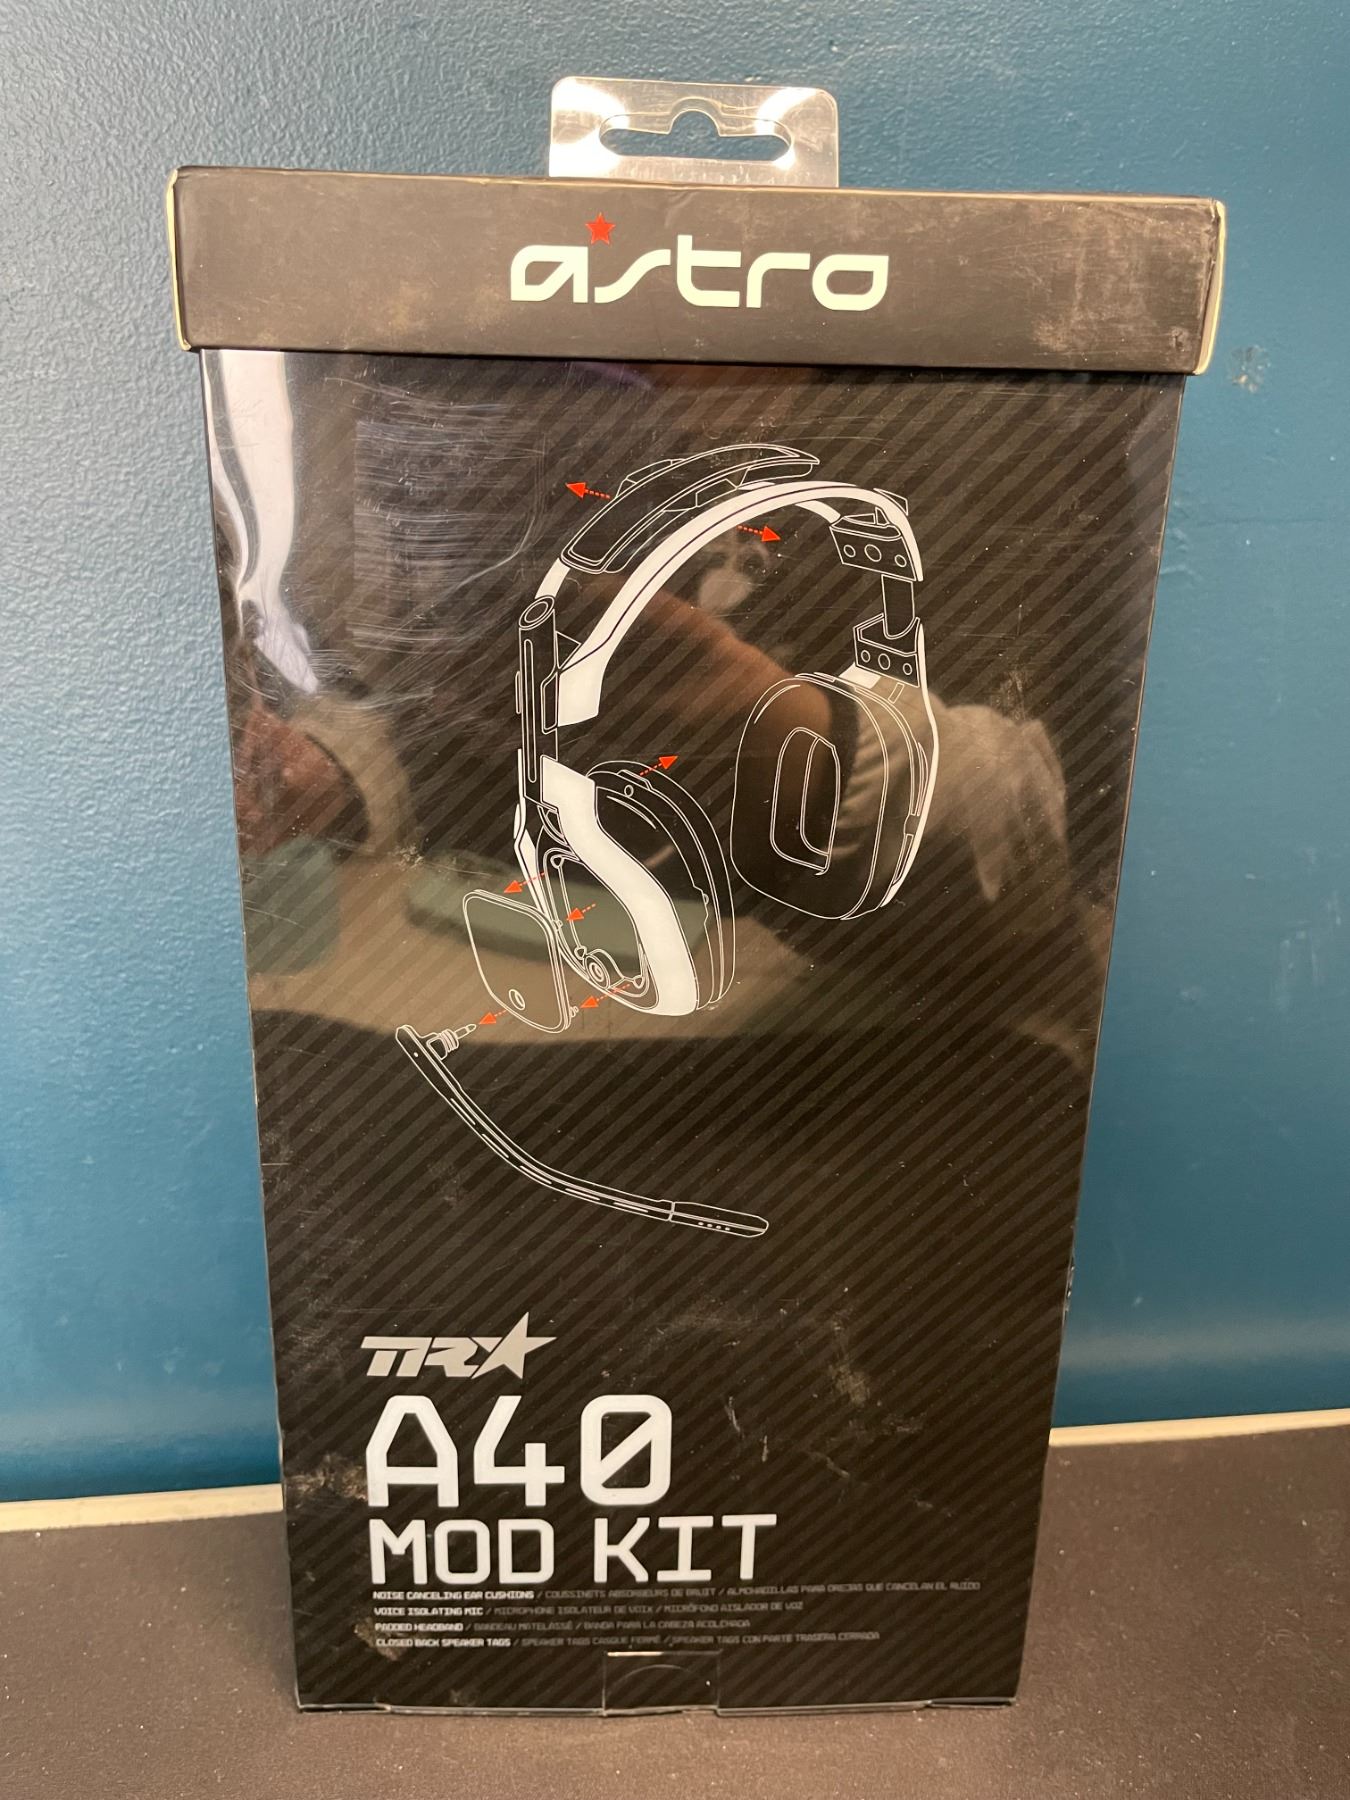 astro
TR
A40
MOD KIT
NOISE CANCELING EAR CUSHIONS / COUSSINETS ABSORBEURS DE BRUIT / ALMOHADILLAS PARA OREJAS QUE CANCELAN EL RUIDO
VOICE ISOLATING MIC / MICROPHONE ISOLATEUR DE VOIX / MICRÓFONO AISLADOR DE VOZ
PADDED HEADBAND / BANDEAU MATELASSÉ / BANDA PARA LA CABEZA ACOLCHADA
CLOSED BACK SPEAKER TAGS / SPEAKER TAGS CASQUE FERMÉ / SPEAKER TAGS CON PARTE TRASERA CERRADA